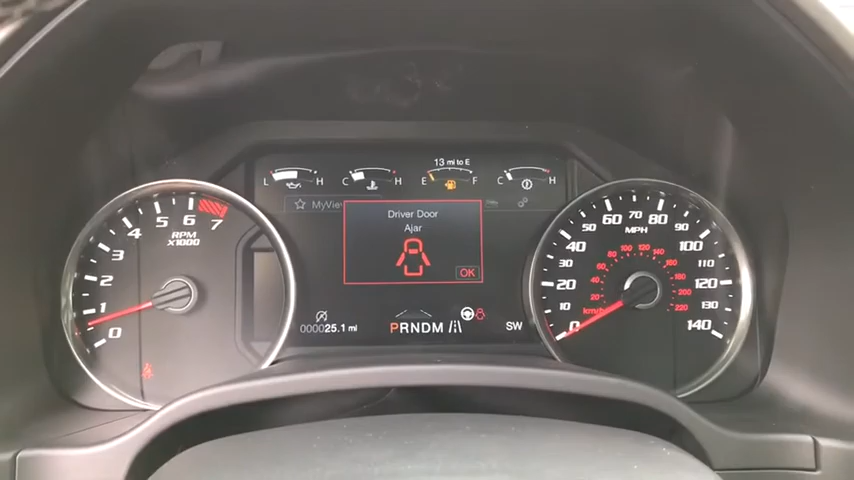 13 mi to E
L H C H E F C H
MyVie
Driver Door
Ajar
OK
000025.1 mi
PRNDM
SW
0 1 2 3 4 5 6 7
RPM
X1000
0 10 20 30 40 50 60 70 80 90 100 110 120 130 140
MPH
20 40 60 80 100 120 140 160 180 200 220
km/h